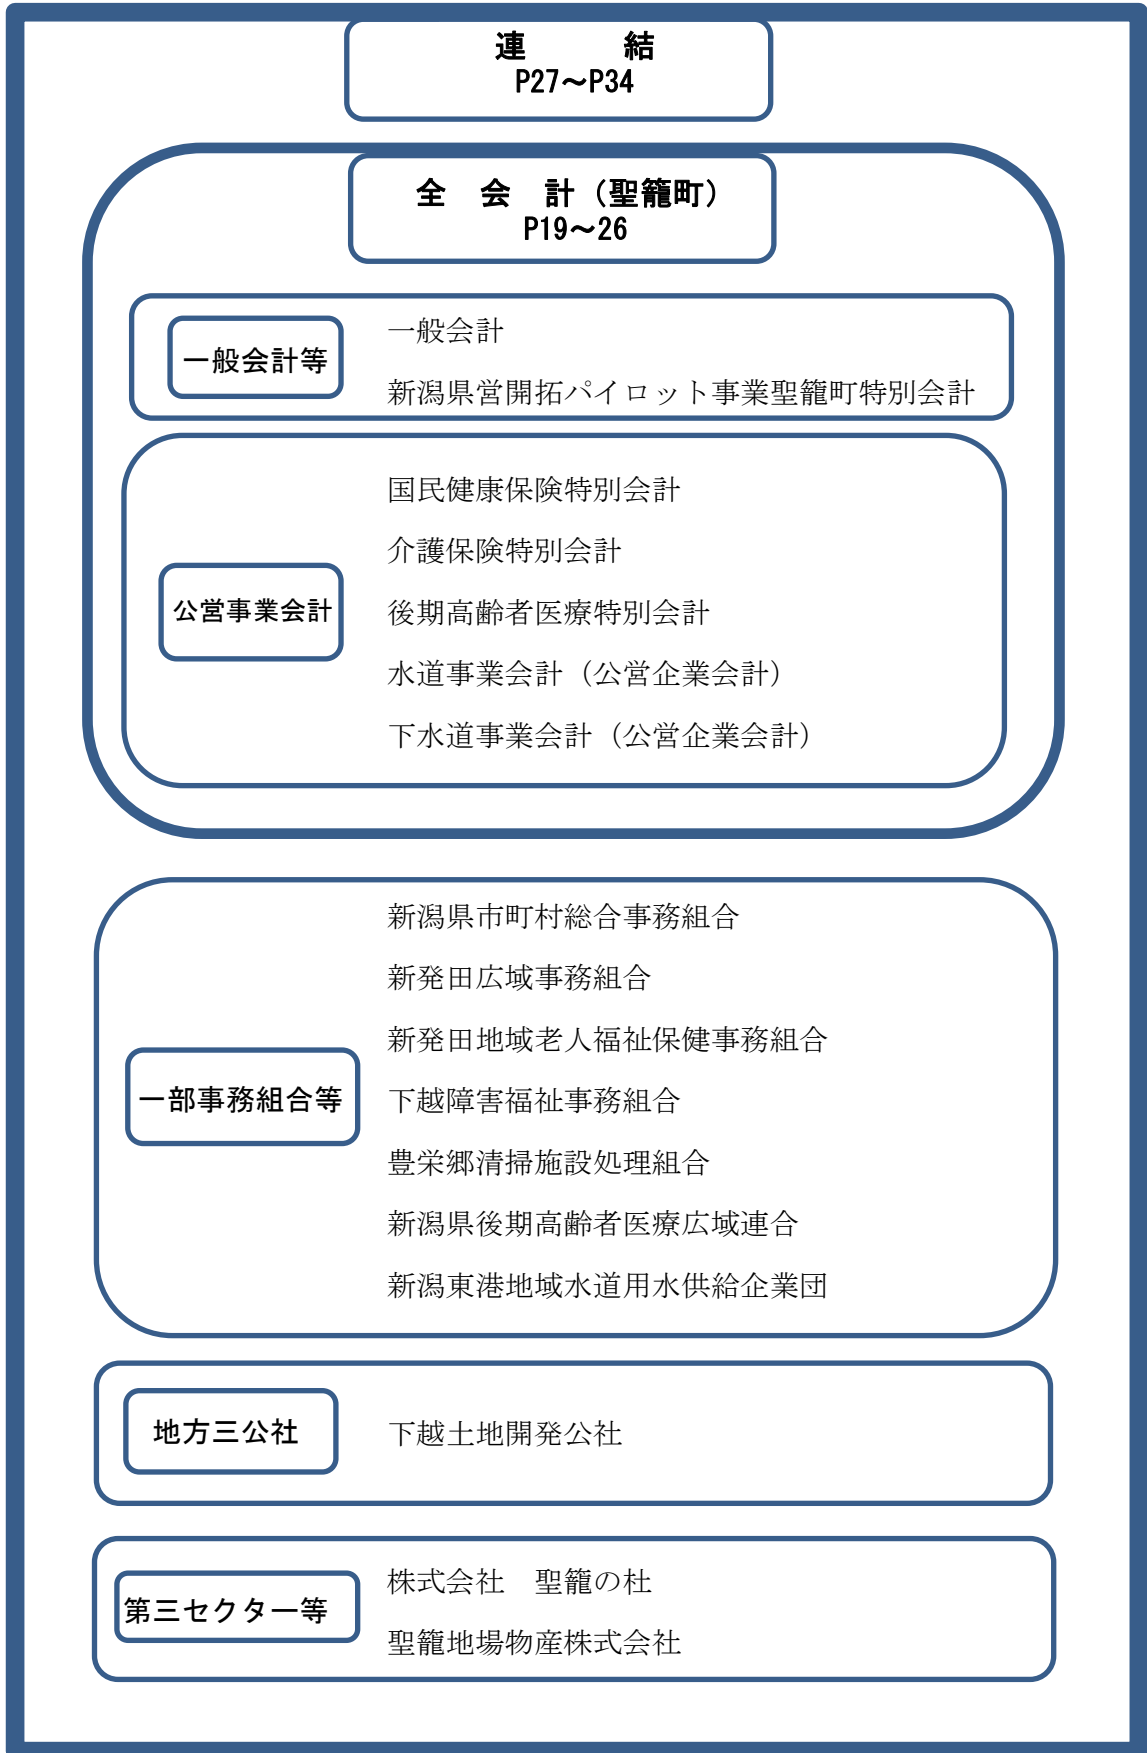 連　　結
P27～P34
全　会　計（聖籠町）
P19～26
一般会計等
一般会計
新潟県営開拓パイロット事業聖籠町特別会計
公営事業会計
国民健康保険特別会計
介護保険特別会計
後期高齢者医療特別会計
水道事業会計（公営企業会計）
下水道事業会計（公営企業会計）
一部事務組合等
新潟県市町村総合事務組合
新発田広域事務組合
新発田地域老人福祉保健事務組合
下越障害福祉事務組合
豊栄郷清掃施設処理組合
新潟県後期高齢者医療広域連合
新潟東港地域水道用水供給企業団
地方三公社
下越土地開発公社
第三セクター等
株式会社　聖籠の杜
聖籠地場物産株式会社